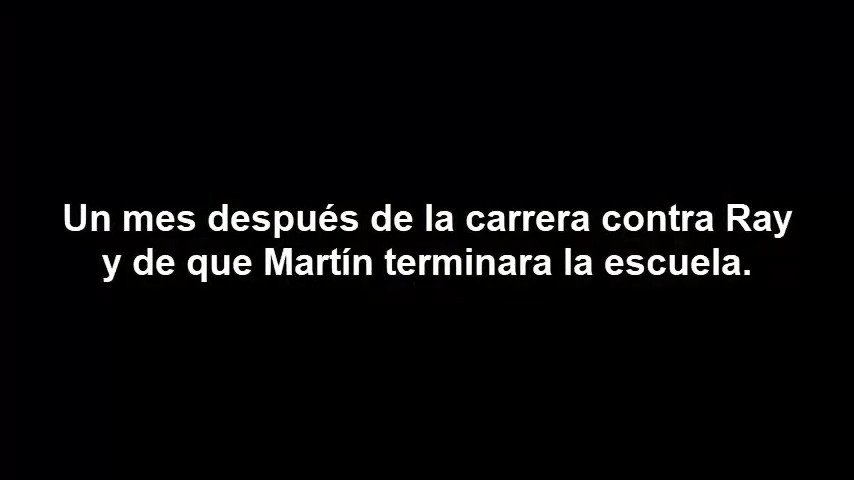 Un mes después de la carrera contra Ray
y de que Martín terminara la escuela.